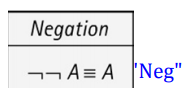 Negation
¬¬ A ≡ A "Neg"